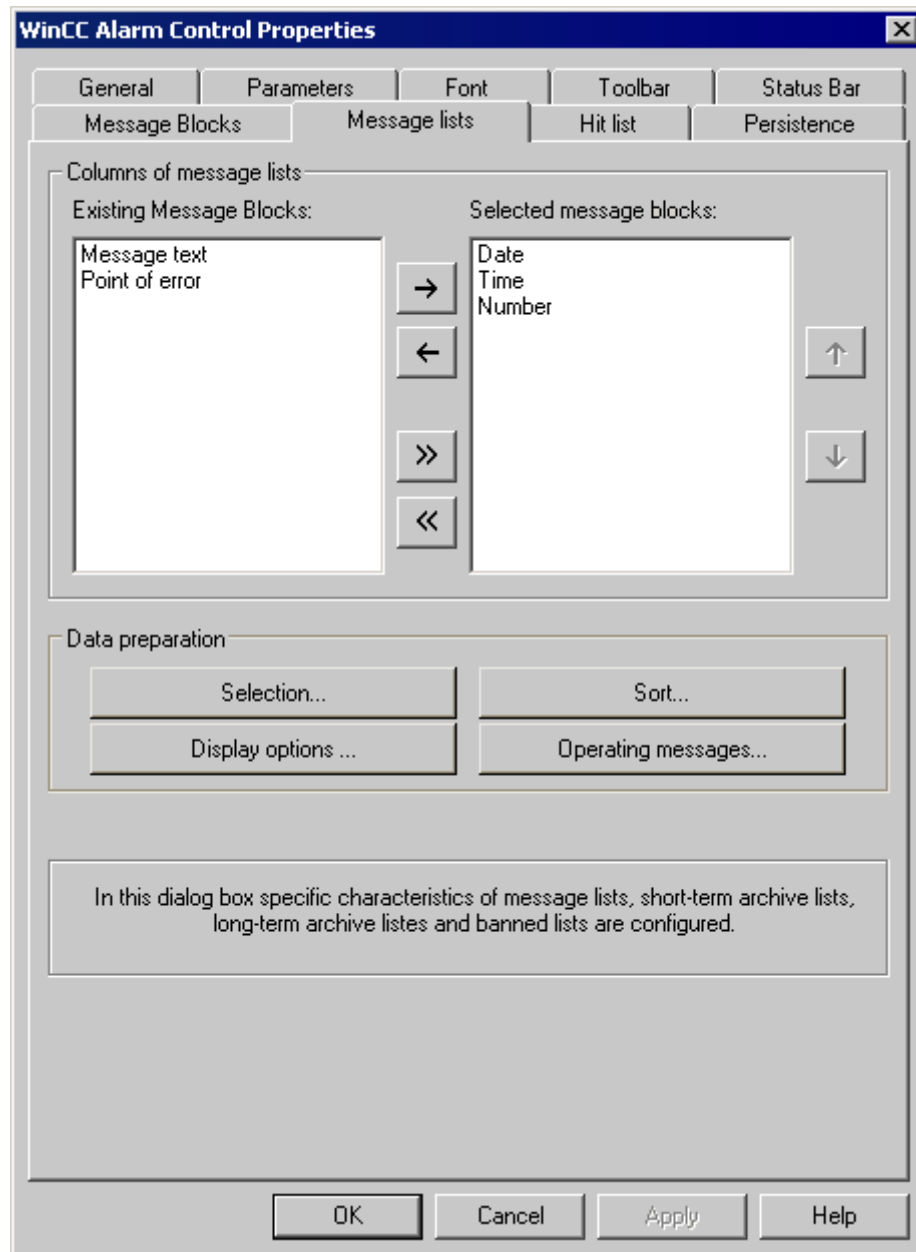 WinCC Alarm Control Properties
General Parameters Font Toolbar Status Bar
Message Blocks Message lists Hit list Persistence
Columns of message lists
Existing Message Blocks:
Message text
Point of error
Selected message blocks:
Date
Time
Number
Data preparation
Selection... Sort...
Display options ... Operating messages...
In this dialog box specific characteristics of message lists, short-term archive lists,
long-term archive listes and banned lists are configured.
OK Cancel Apply Help